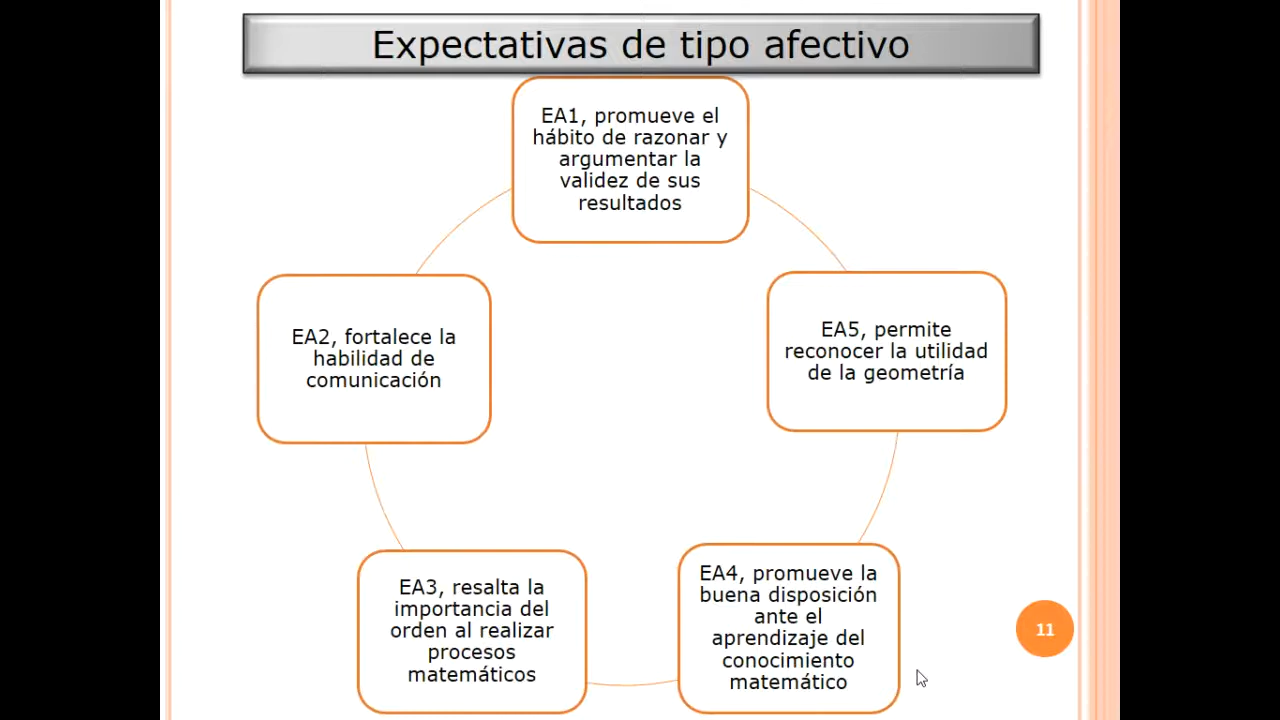 Expectativas de tipo afectivo
EA1, promueve el
hábito de razonar y
argumentar la
validez de sus
resultados
EA2, fortalece la
habilidad de
comunicación
EA5, permite
reconocer la utilidad
de la geometría
EA3, resalta la
importancia del
orden al realizar
procesos
matemáticos
EA4, promueve la
buena disposición
ante el
aprendizaje del
conocimiento
matemático
11